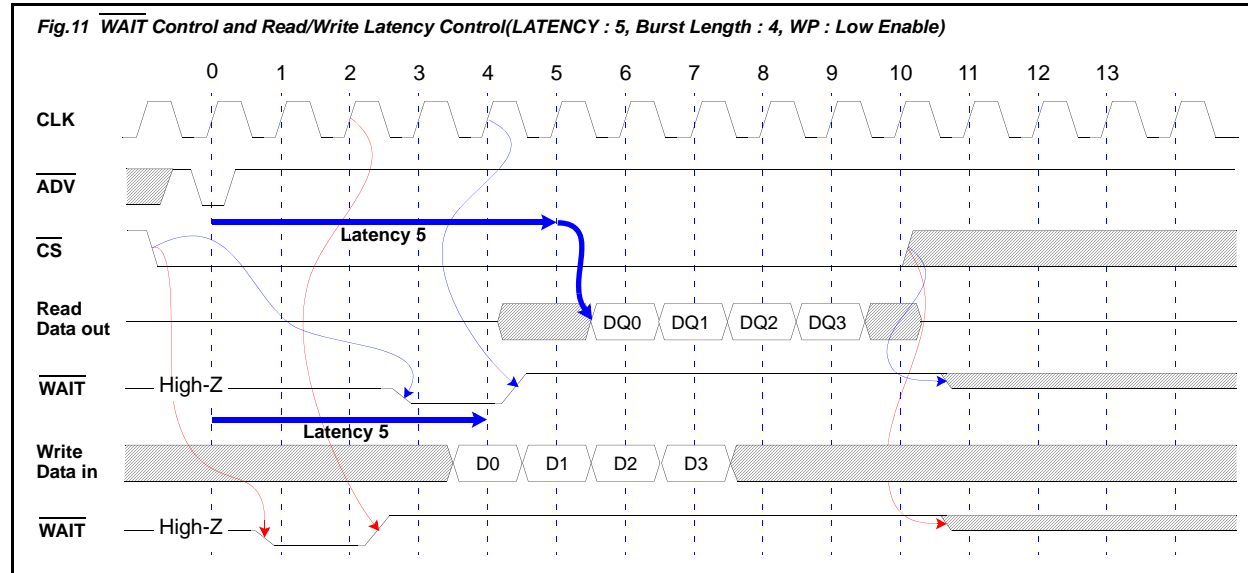 Fig.11 WAIT Control and Read/Write Latency Control(LATENCY : 5, Burst Length : 4, WP : Low Enable)
0 1 2 3 4 5 6 7 8 9 10 11 12 13
CLK
ADV
Latency 5
CS
Read
Data out
DQ0 DQ1 DQ2 DQ3
WAIT High-Z
Latency 5
Write
Data in
D0 D1 D2 D3
WAIT High-Z